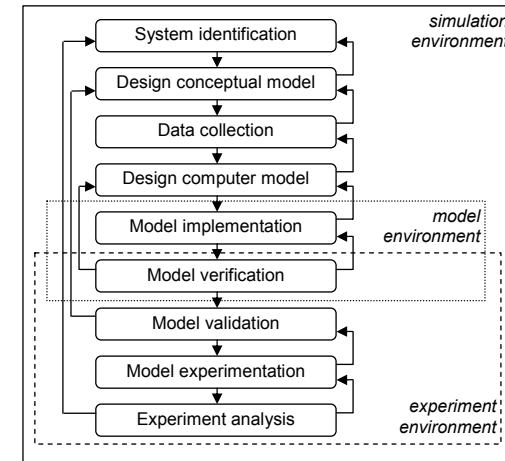 simulation
environment
System identification
Design conceptual model
Data collection
Design computer model
Model implementation
model
environment
Model verification
Model validation
Model experimentation
Experiment analysis
experiment
environment